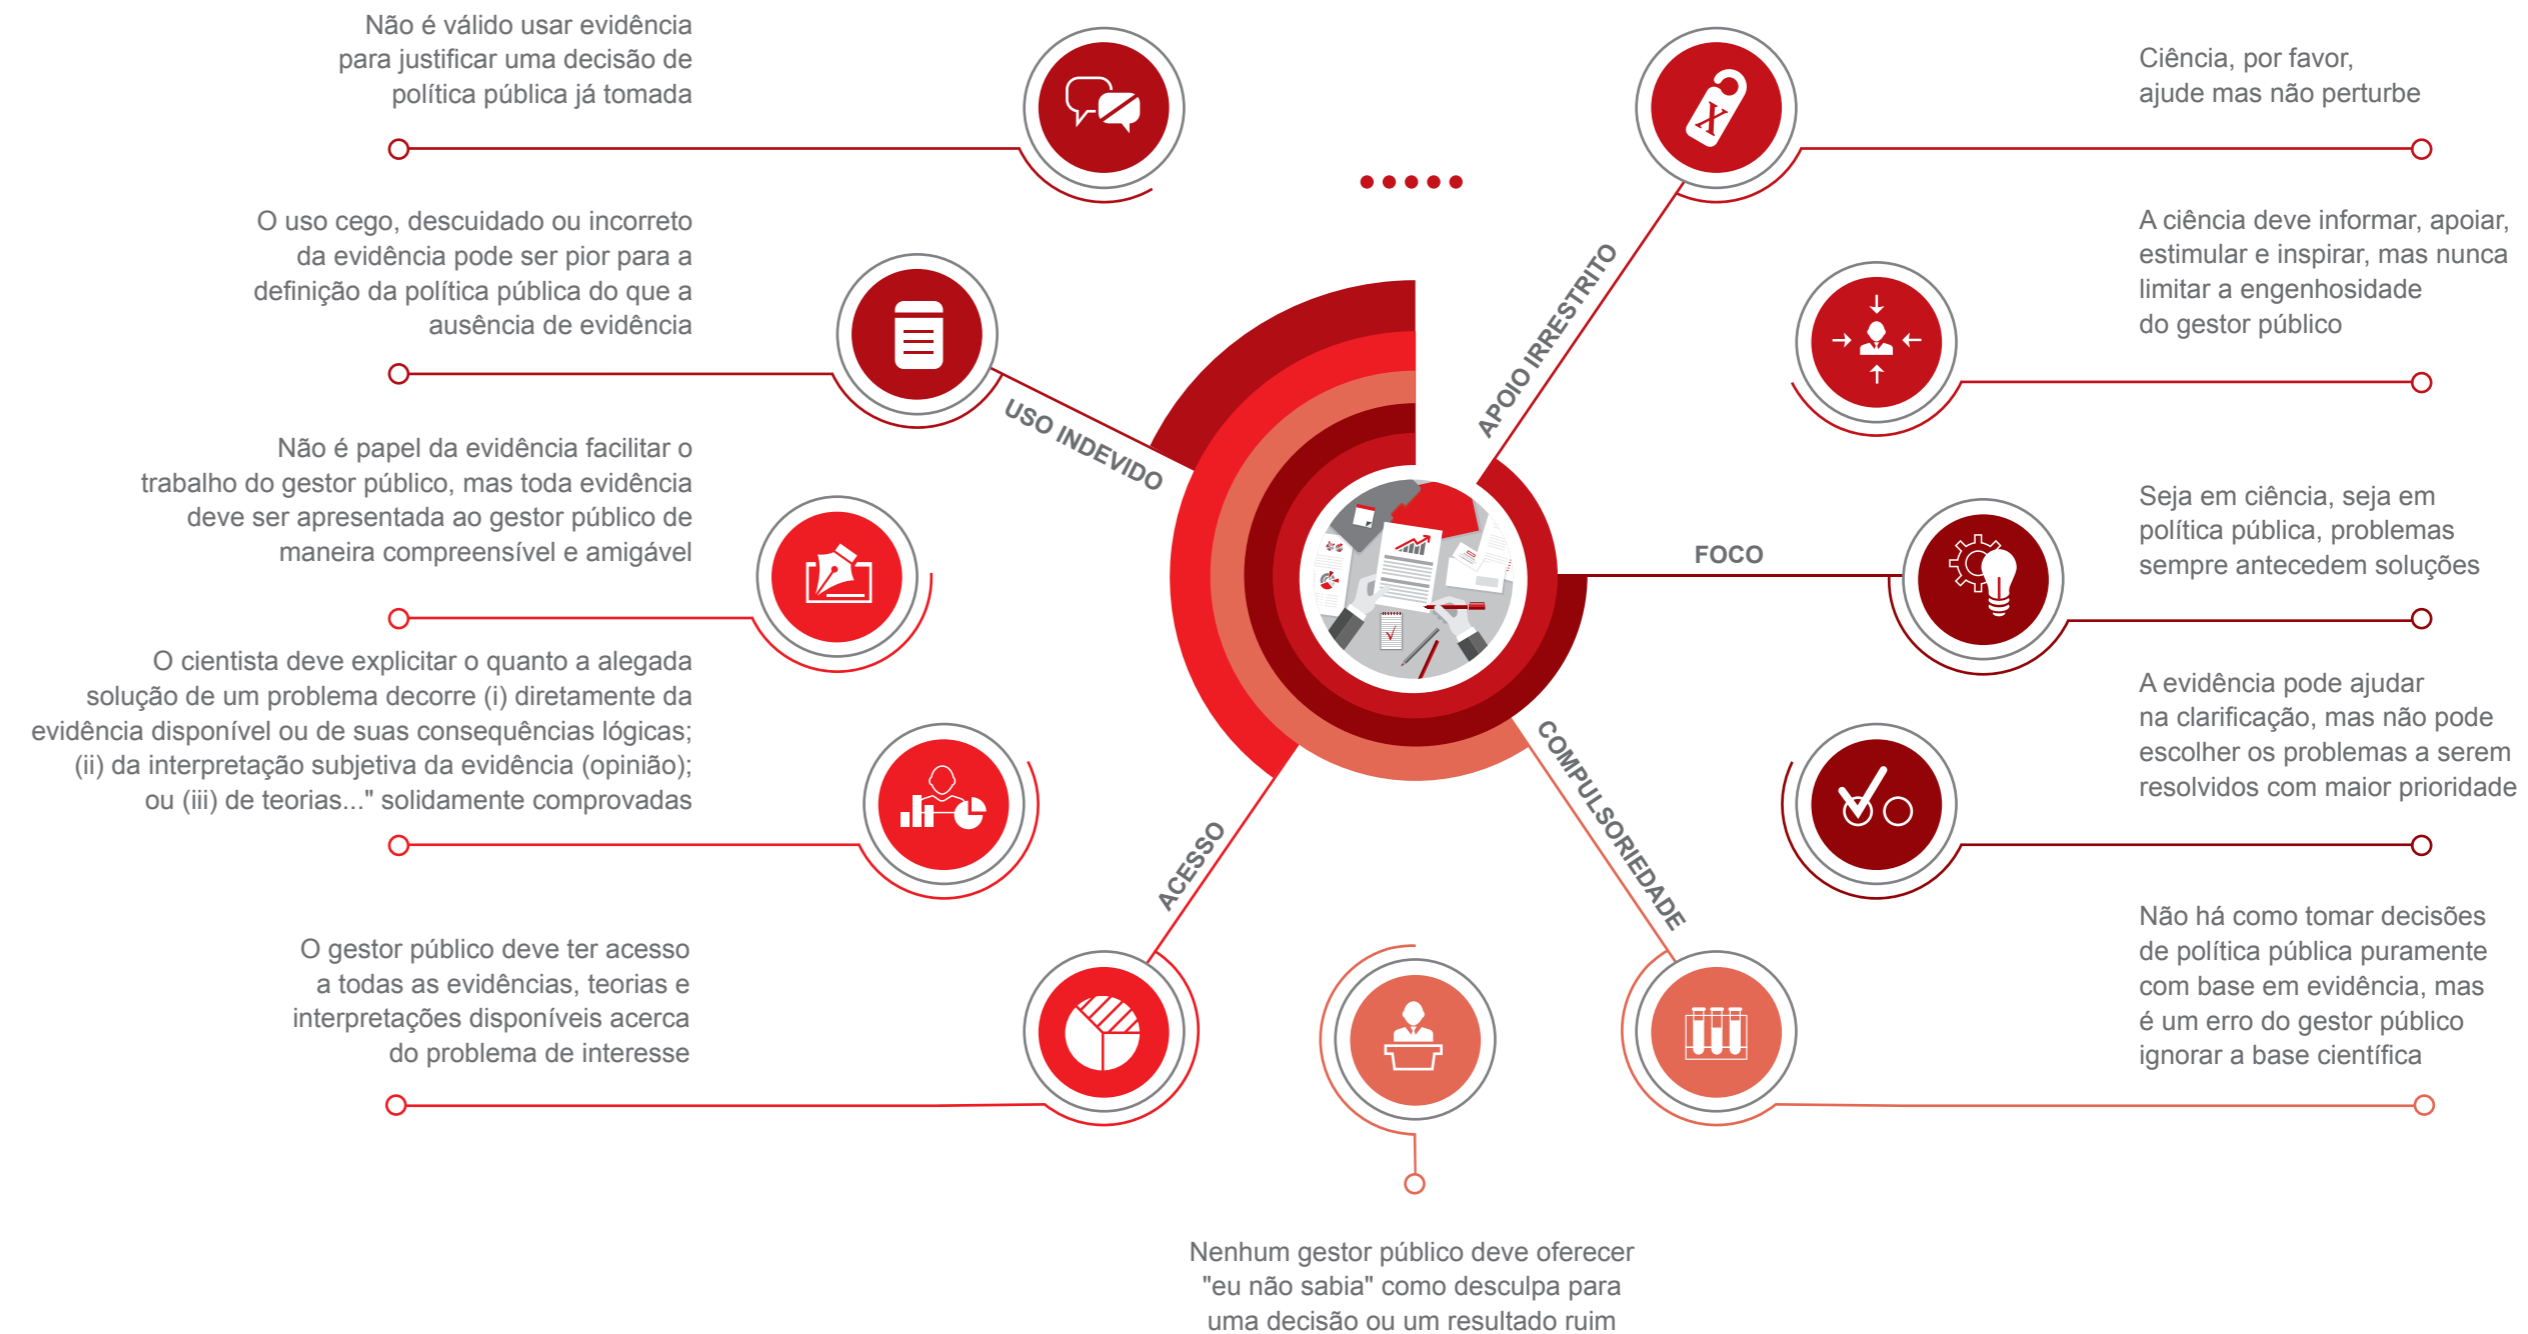 Não é válido usar evidência
para justificar uma decisão de
política pública já tomada
O uso cego, descuidado ou incorreto
da evidência pode ser pior para a
definição da política pública do que a
ausência de evidência
USO INDEVIDO
Não é papel da evidência facilitar o
trabalho do gestor público, mas toda evidência
deve ser apresentada ao gestor público de
maneira compreensível e amigável
O cientista deve explicitar o quanto a alegada
solução de um problema decorre (i) diretamente da
evidência disponível ou de suas consequências lógicas;
(ii) da interpretação subjetiva da evidência (opinião);
ou (iii) de teorias..." solidamente comprovadas
O gestor público deve ter acesso
a todas as evidências, teorias e
interpretações disponíveis acerca
do problema de interesse
ACESSO
X
Ciência, por favor,
ajude mas não perturbe
APOIO IRRESTRITO
A ciência deve informar, apoiar,
estimular e inspirar, mas nunca
limitar a engenhosidade
do gestor público
FOCO
Seja em ciência, seja em
política pública, problemas
sempre antecedem soluções
A evidência pode ajudar
na clarificação, mas não pode
escolher os problemas a serem
resolvidos com maior prioridade
COMPULSORIEDADE
Não há como tomar decisões
de política pública puramente
com base em evidência, mas
é um erro do gestor público
ignorar a base científica
Nenhum gestor público deve oferecer
"eu não sabia" como desculpa para
uma decisão ou um resultado ruim